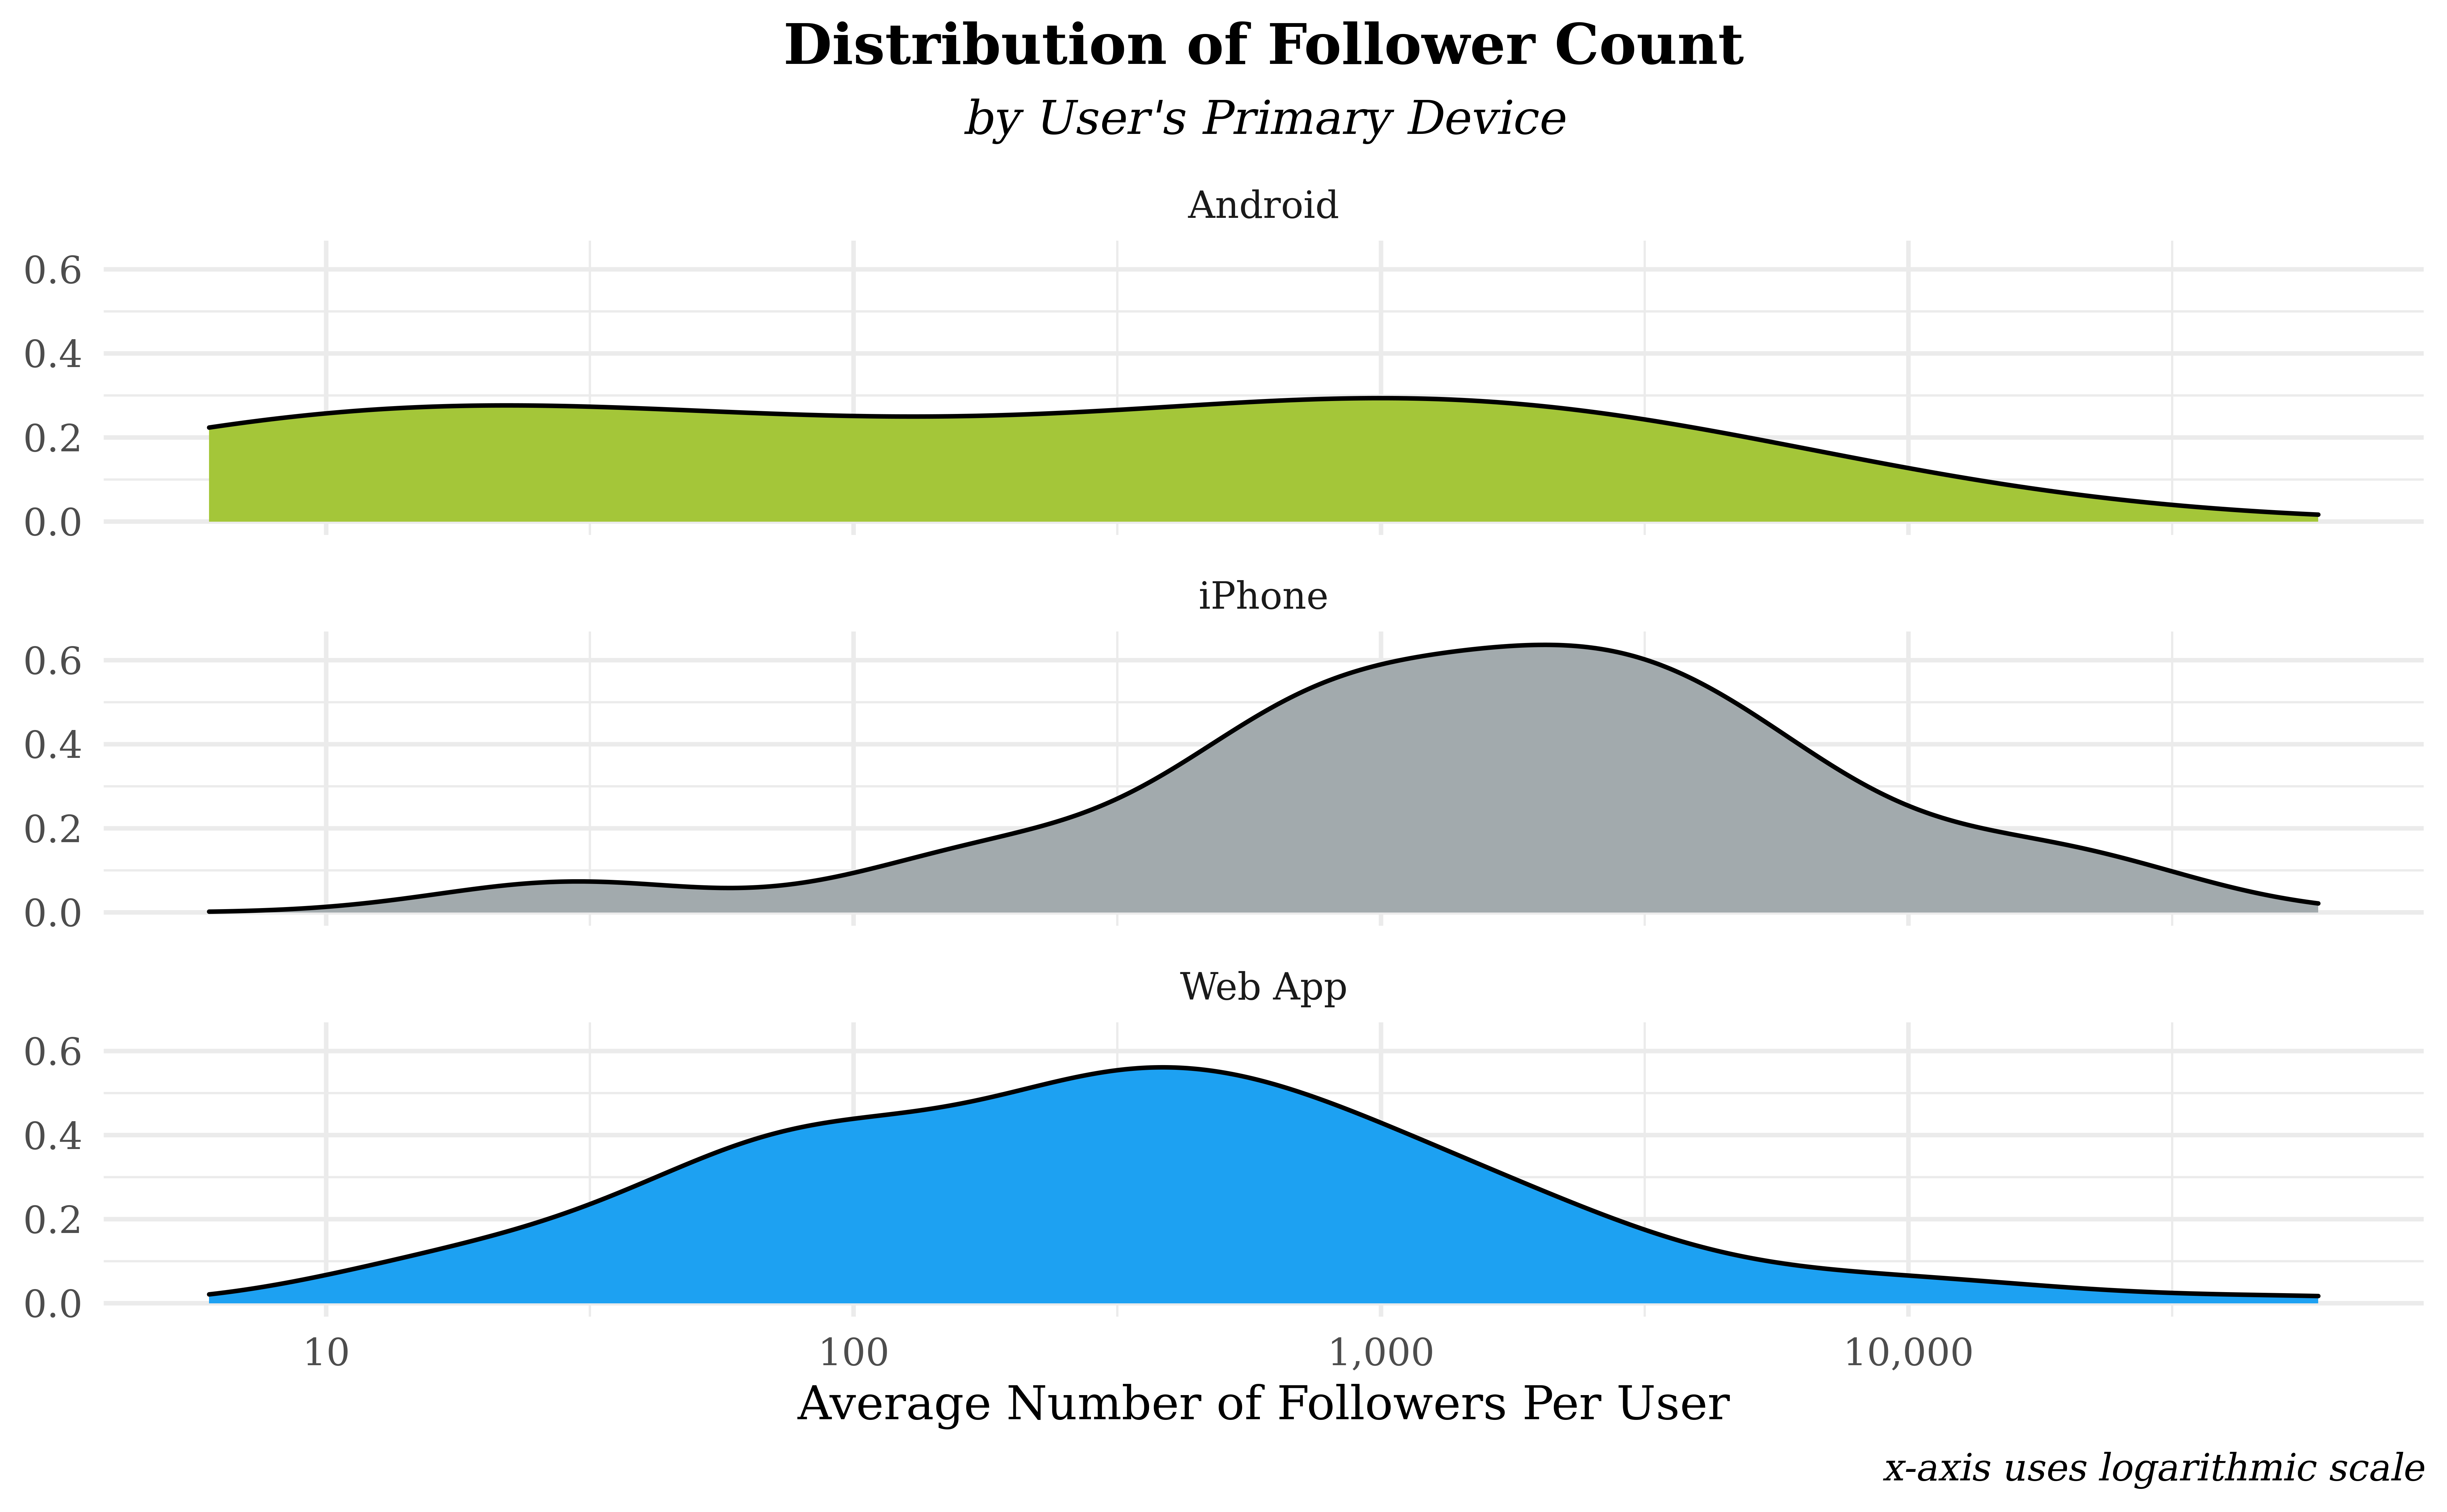 Distribution of Follower Count
by User's Primary Device
Android
0.6
0.4
0.2
0.0
iPhone
0.6
0.4
0.2
0.0
Web App
0.6
0.4
0.2
0.0
10 100 1,000 10,000
Average Number of Followers Per User
x-axis uses logarithmic scale